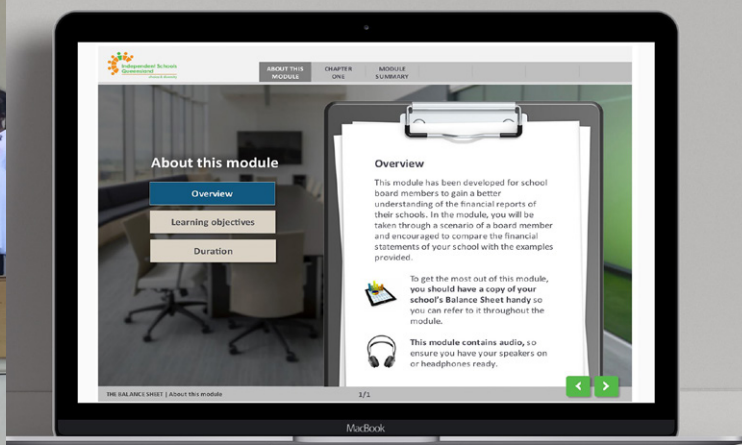 Independent Schools
Queensland
ABOUT THIS
MODULE
CHAPTER
ONE
MODULE
SUMMARY
About this module
Overview
Learning objectives
Duration
Overview
This module has been developed for school
board members to gain a better
understanding of the financial reports of
their schools. In the module, you will be
taken through a scenario of a board member
and encouraged to compare the financial
statements of your school with the examples
provided.
To get the most out of this module,
you should have a copy of your
school's Balance Sheet handy so
you can refer to it throughout the
module.
This module contains audio, so
ensure you have your speakers on
or headphones ready.
THE BALANCE SHEET | About this module
1/1
MacBook